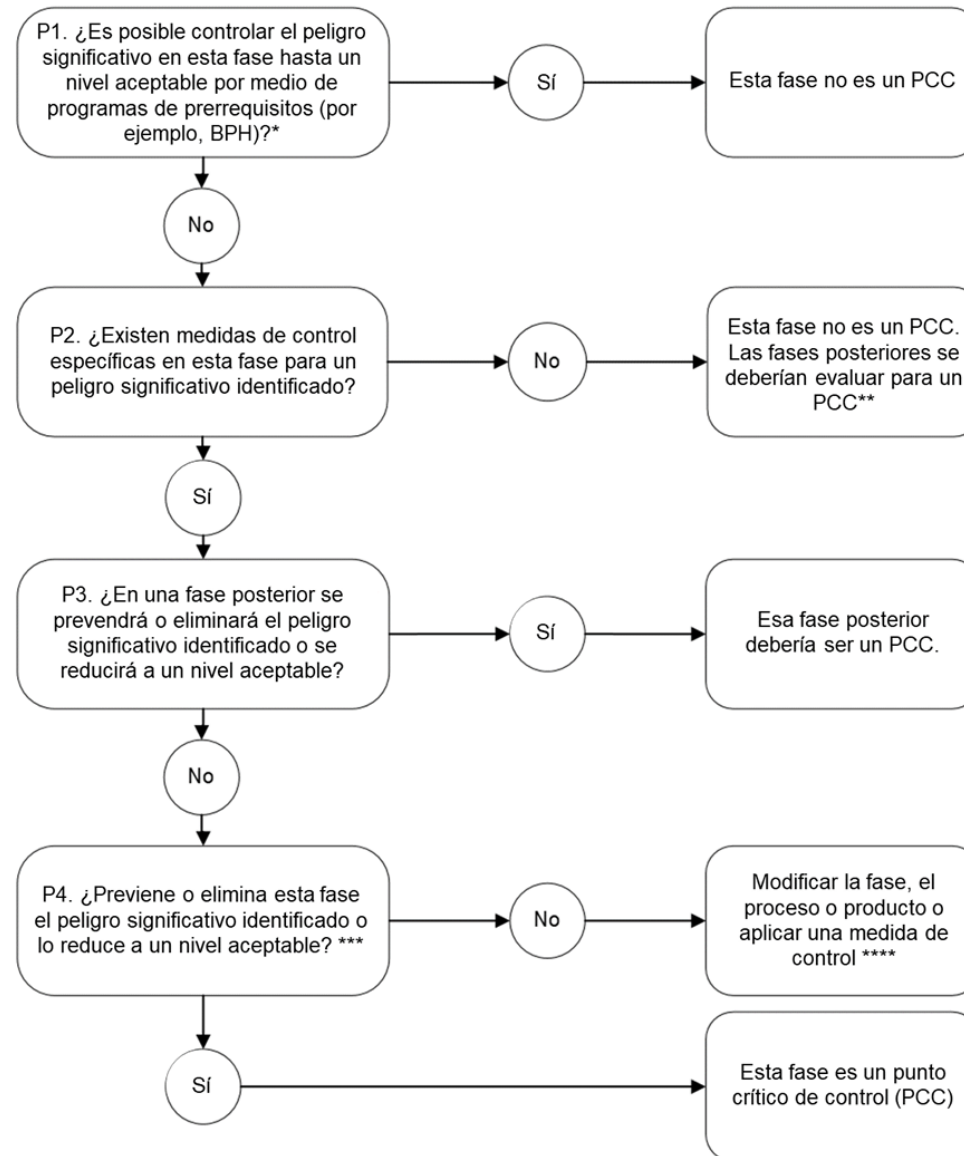 P1. ¿Es posible controlar el peligro
significativo en esta fase hasta un
nivel aceptable por medio de
programas de prerrequisitos (por
ejemplo, BPH)?*
Sí
Esta fase no es un PCC
No
P2. ¿Existen medidas de control
específicas en esta fase para un
peligro significativo identificado?
No
Esta fase no es un PCC.
Las fases posteriores se
deberían evaluar para un
PCC**
Sí
P3. ¿En una fase posterior se
prevendrá o eliminará el peligro
significativo identificado o se
reducirá a un nivel aceptable?
Sí
Esa fase posterior
debería ser un PCC.
No
P4. ¿Previene o elimina esta fase
el peligro significativo identificado o
lo reduce a un nivel aceptable? ***
No
Modificar la fase, el
proceso o producto o
aplicar una medida de
control ****
Sí
Esta fase es un punto
crítico de control (PCC)